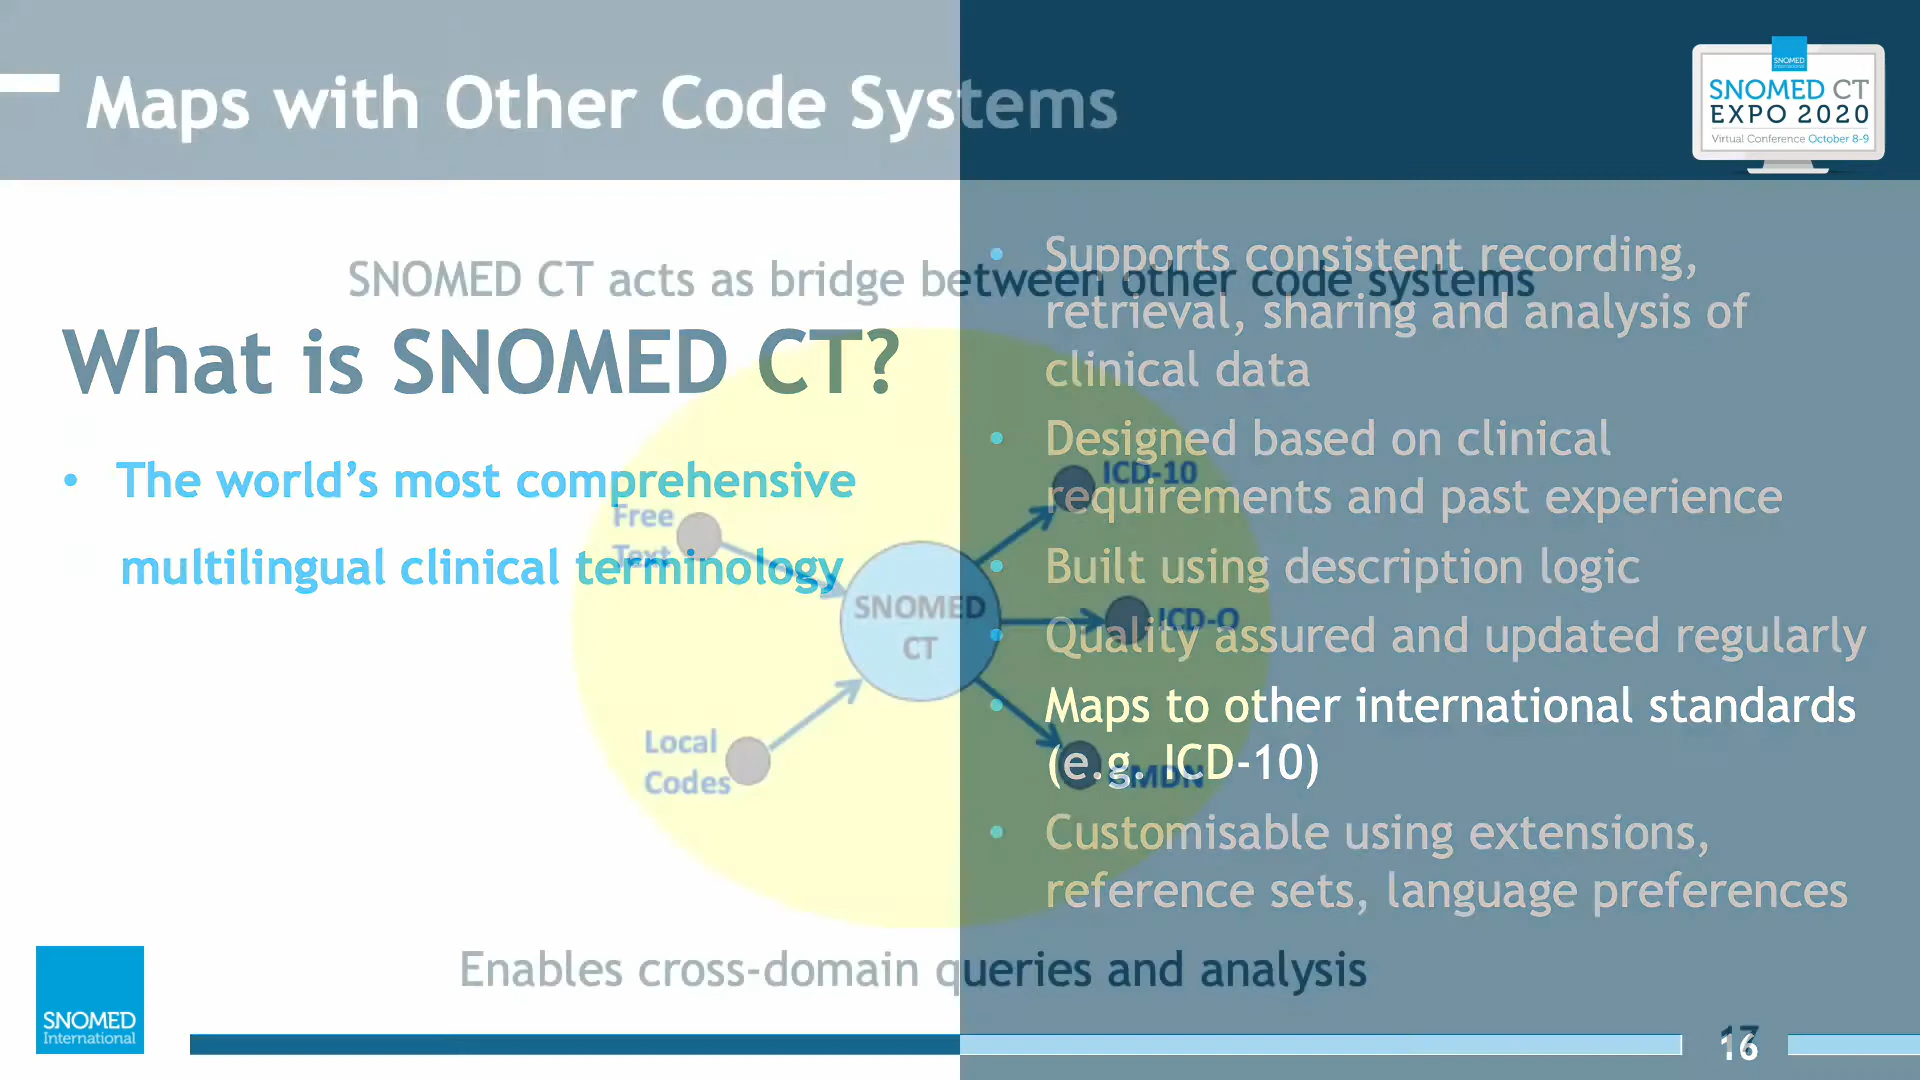 Maps with Other Code Systems
SNOMED
International
SNOMED CT
EXPO 2020
Virtual Conference October 8-9
SNOMED CT acts as bridge between other code systems
What is SNOMED CT?
• The world's most comprehensive
multilingual clinical terminology
Free
Text
Local
Codes
SNOMED
CT
ICD-10
ICD-O
GMDN
• Supports consistent recording,
retrieval, sharing and analysis of
clinical data
• Designed based on clinical
requirements and past experience
• Built using description logic
• Quality assured and updated regularly
• Maps to other international standards
(e.g. ICD-10)
• Customisable using extensions,
reference sets, language preferences
Enables cross-domain queries and analysis
SNOMED
International
16
17